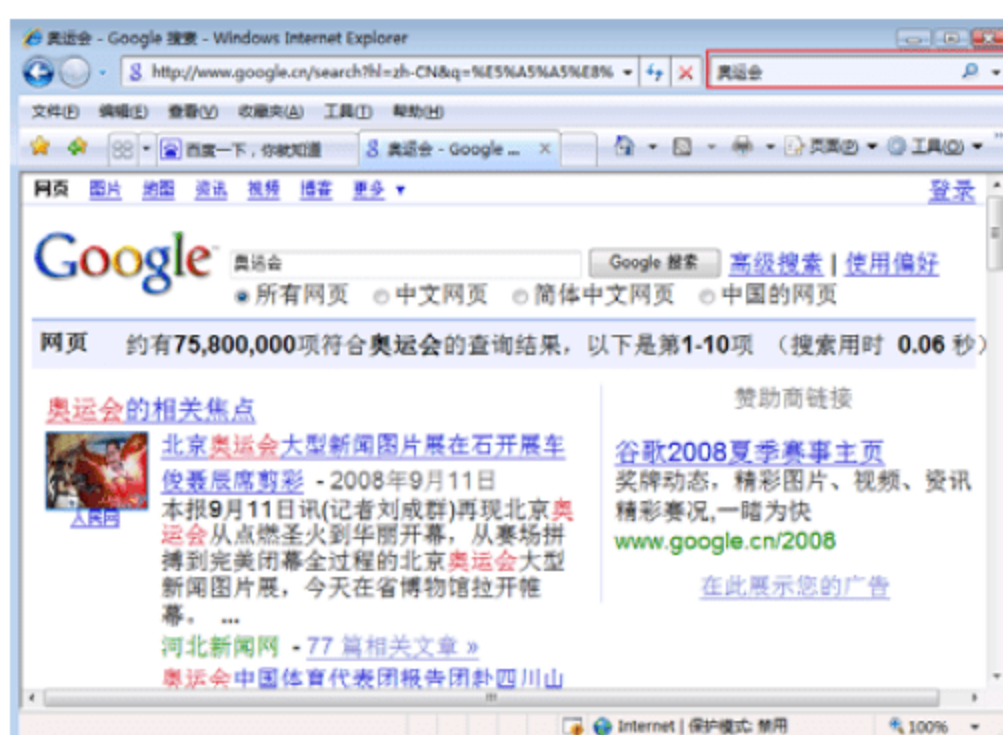 奥运会 - Google 搜索 - Windows Internet Explorer
http://www.google.cn/search?hl=zh-CN&q=%E5%A5%A5%E8%
奥运会
文件(F) 编辑(E) 查看(V) 收藏夹(A) 工具(T) 帮助(H)
百度一下，你就知道
奥运会 - Google ...
页面(P)
工具(O)
网页 图片 地图 资讯 视频 博客 更多 ▼
登录
Google™
奥运会
Google 搜索
高级搜索 | 使用偏好
所有网页 中文网页 简体中文网页 中国的网页
网页 约有75,800,000项符合奥运会的查询结果，以下是第1-10项 （搜索用时 0.06 秒）
奥运会的相关焦点
人民网
北京奥运会大型新闻图片展在石开展车
俊聂辰席剪彩 - 2008年9月11日
本报9月11日讯(记者刘成群)再现北京奥
运会从点燃圣火到华丽开幕，从赛场拼
搏到完美闭幕全过程的北京奥运会大型
新闻图片展，今天在省博物馆拉开帷
幕。 ...
河北新闻网 - 77 篇相关文章 »
奥运会中国体育代表团报告团赴四川山
赞助商链接
谷歌2008夏季赛事主页
奖牌动态，精彩图片、视频、资讯
精彩赛况,一睹为快
www.google.cn/2008
在此展示您的广告
Internet | 保护模式: 禁用
100%